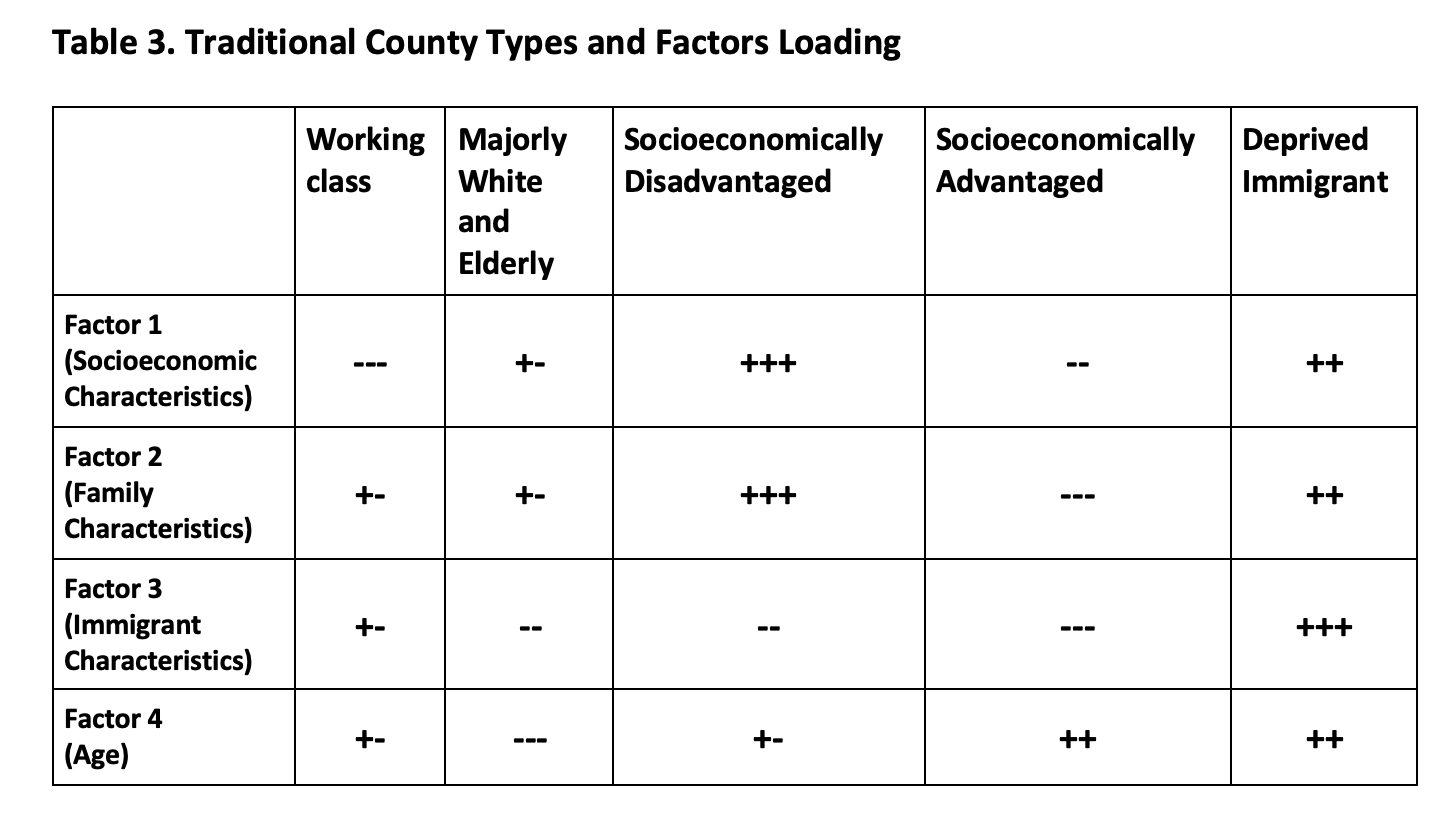 Table 3. Traditional County Types and Factors Loading
Working
class
Majorly
White
and
Elderly
Socioeconomically
Disadvantaged
Socioeconomically
Advantaged
Deprived
Immigrant
Factor 1
(Socioeconomic
Characteristics)
---
+-
+++
--
++
Factor 2
(Family
Characteristics)
+-
+-
+++
---
++
Factor 3
(Immigrant
Characteristics)
+-
--
--
---
+++
Factor 4
(Age)
+-
---
+-
++
++